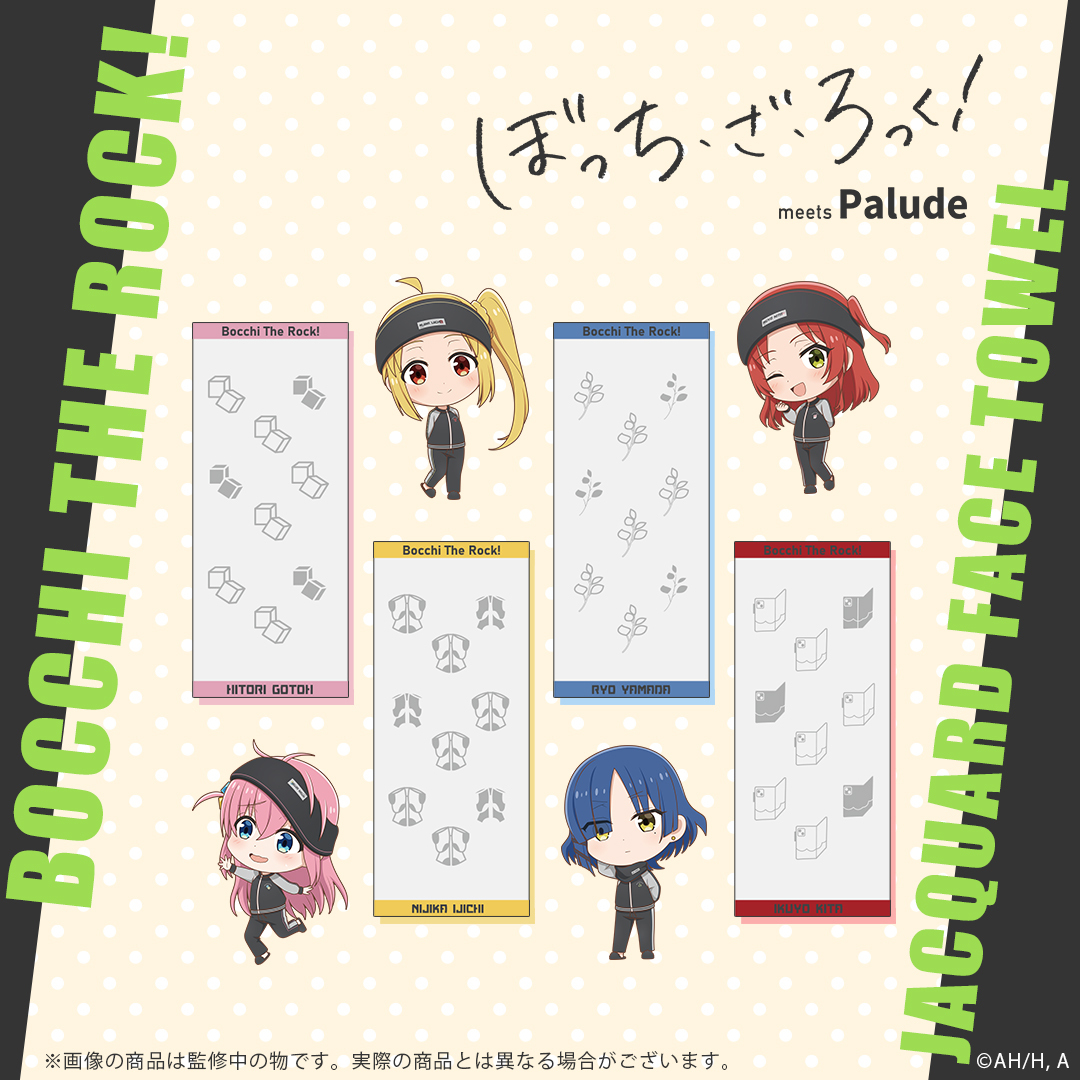 BOCCHI THE ROCK!
ぼっち・ざ・ろっく!
meets Palude
JACQUARD FACE TOWEL
Bocchi The Rock!
HITORI GOTOH
Bocchi The Rock!
NIJIKA IJICHI
Bocchi The Rock!
RYO YAMADA
Bocchi The Rock!
IKUYO KITA
※画像の商品は監修中の物です。実際の商品とは異なる場合がございます。
©AH/H, A